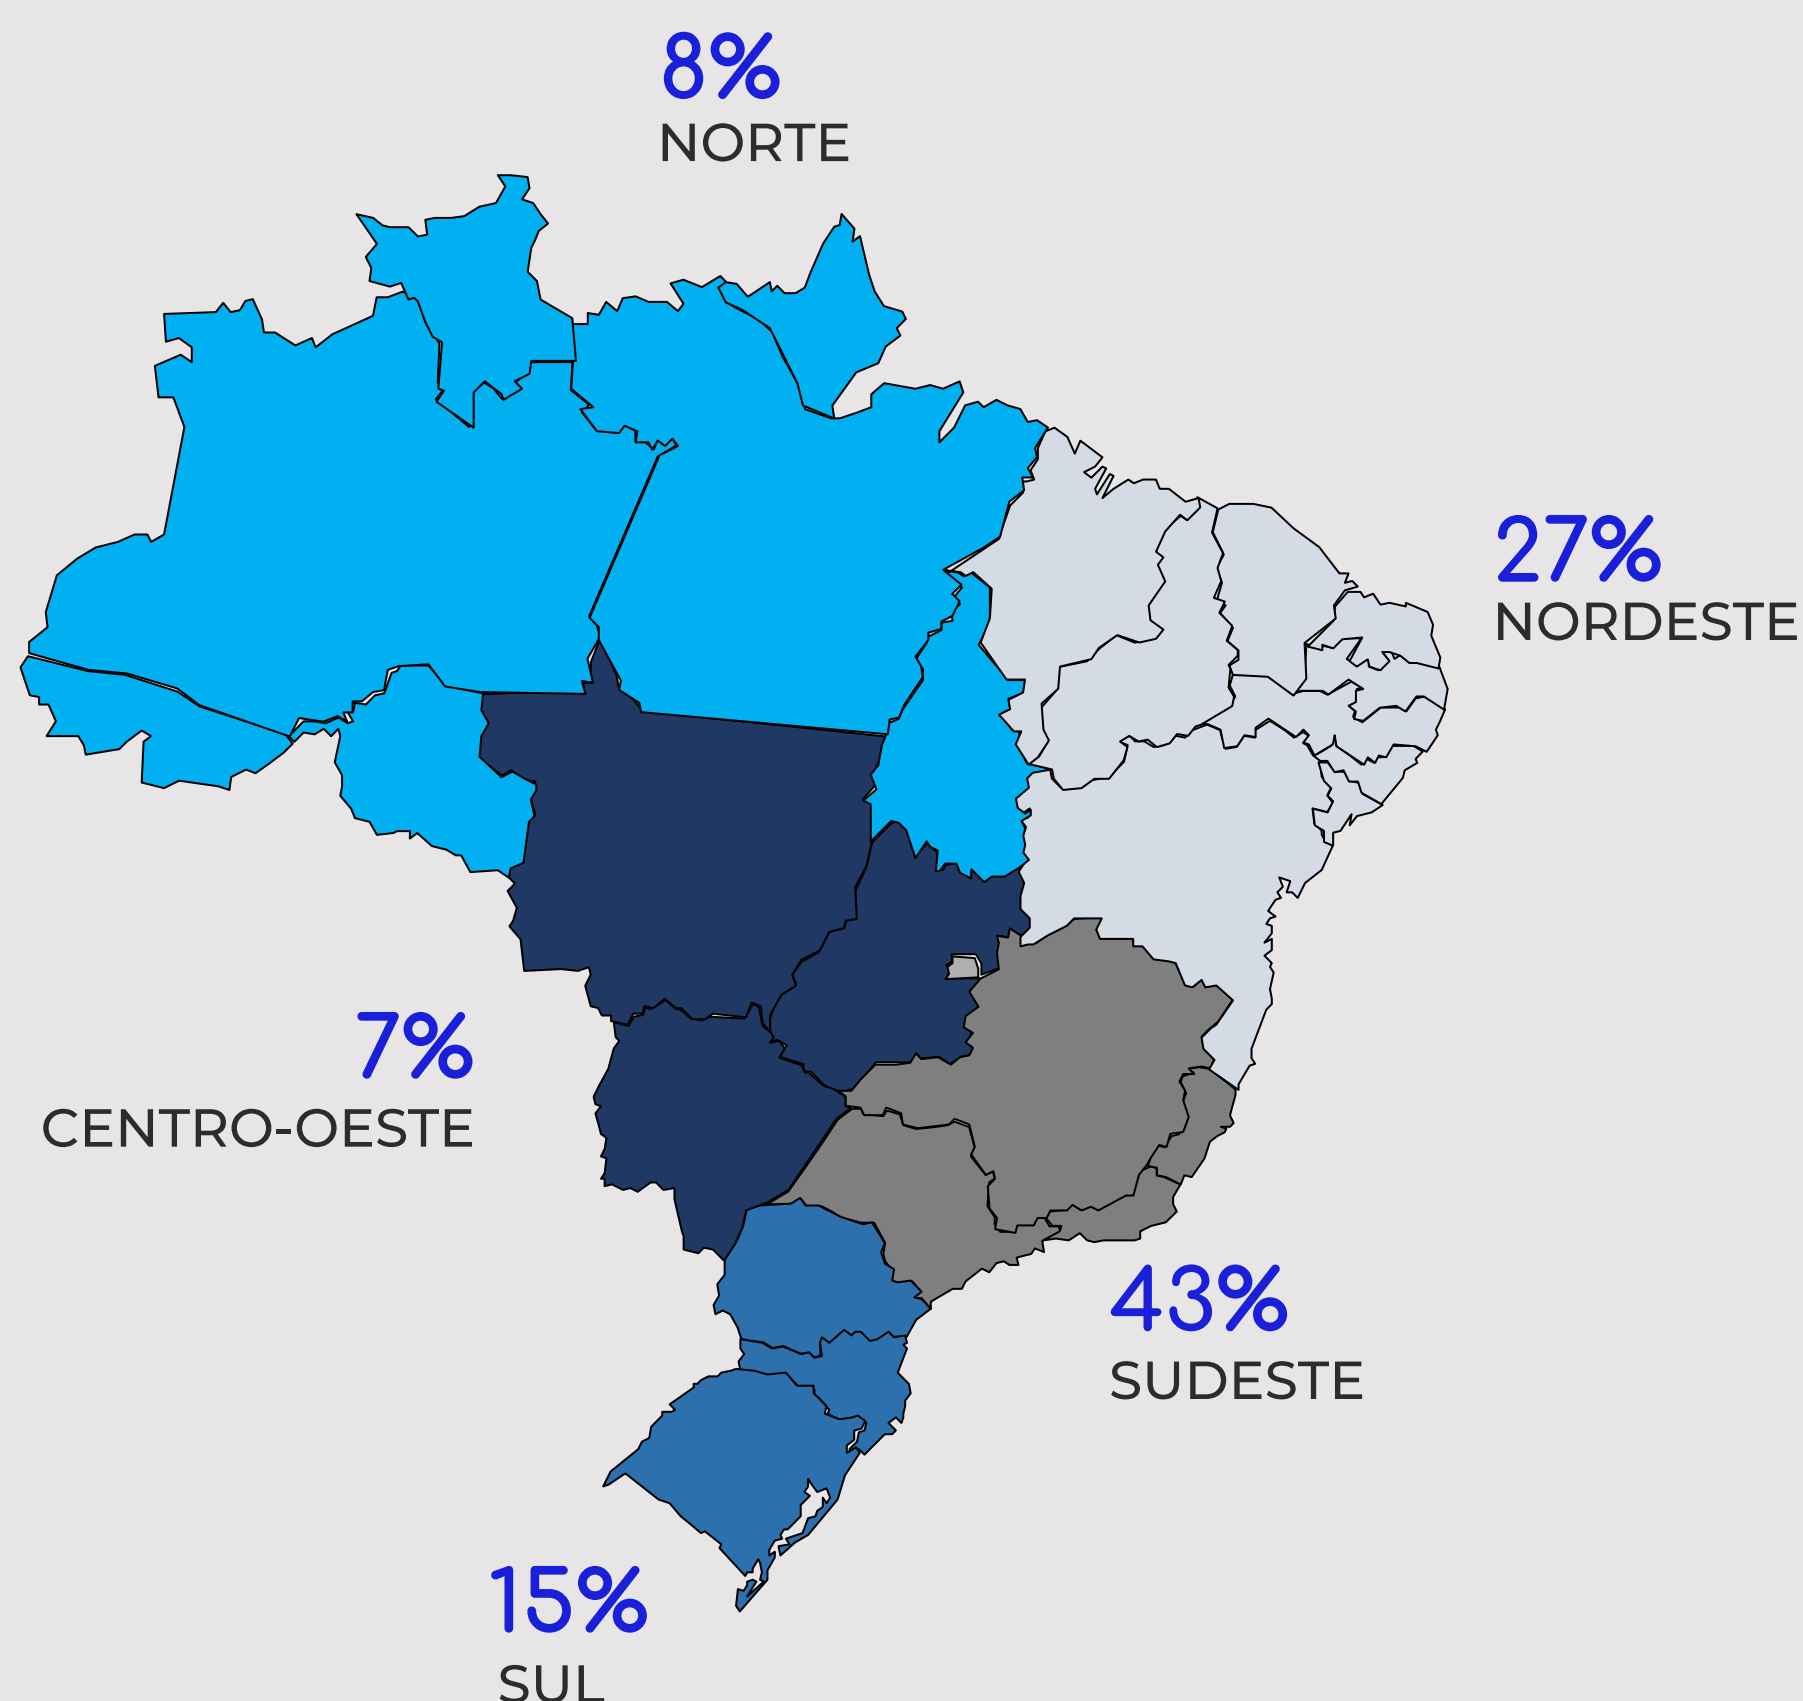 8%
NORTE
27%
NORDESTE
7%
CENTRO-OESTE
43%
SUDESTE
15%
SUL